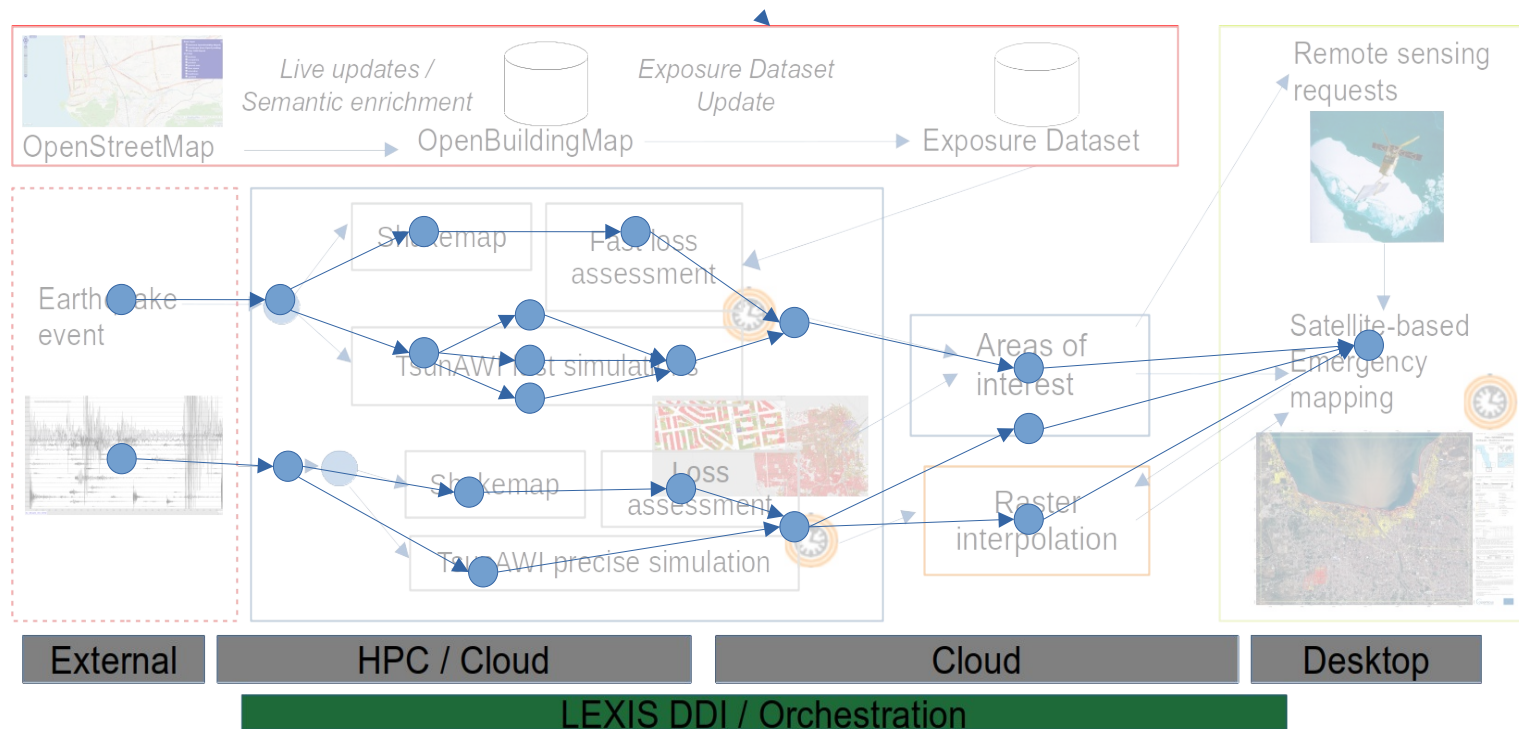 Live updates /
Semantic enrichment
Exposure Dataset
Update
OpenStreetMap
OpenBuildingMap
Exposure Dataset
Remote sensing
requests
Earthquake
event
Shakemap
Fast loss
assessment
TsunAWI fast simulations
Areas of
interest
Satellite-based
Emergency
mapping
Shakemap
Loss
assessment
TsunAWI precise simulation
Raster
interpolation
External
HPC / Cloud
Cloud
Desktop
LEXIS DDI / Orchestration